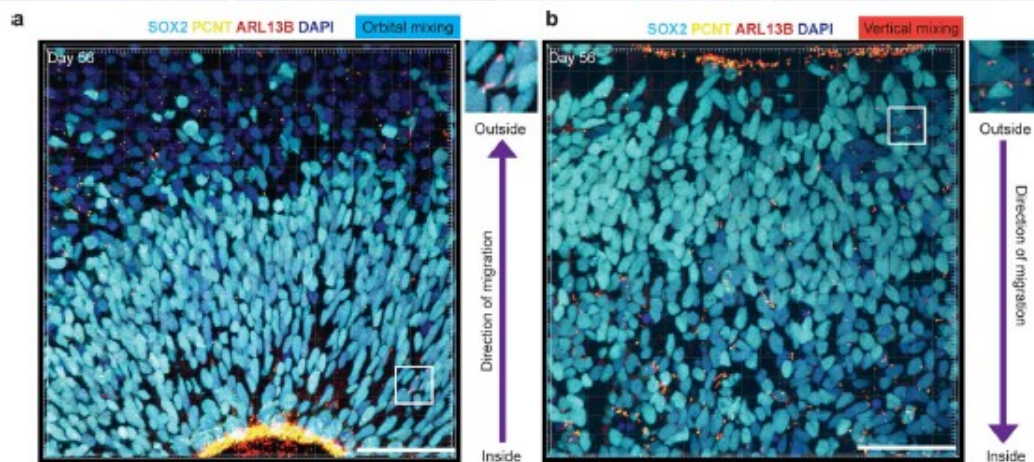 a
SOX2 PCNT ARL13B DAPI
Orbital mixing
Day 56
Outside
Direction of migration
Inside
b
SOX2 PCNT ARL13B DAPI
Vertical mixing
Day 56
Outside
Direction of migration
Inside